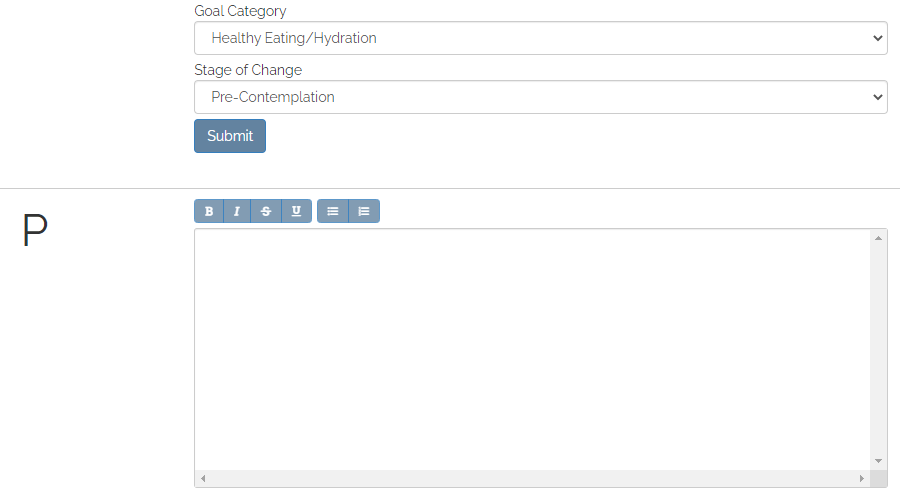 Goal Category
Healthy Eating/Hydration
Stage of Change
Pre-Contemplation
Submit
B I S U
P